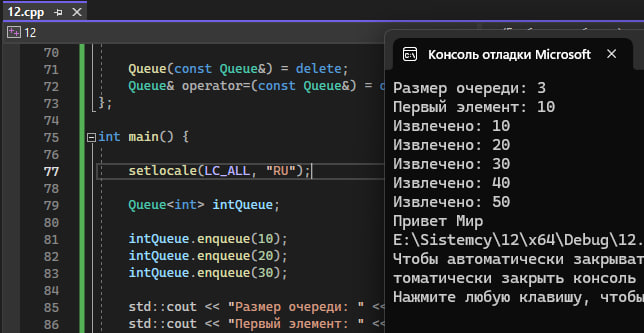 12.cpp
12
70
71 Queue(const Queue&) = delete;
72 Queue& operator=(const Queue&) =
73 };
74
75 int main() {
76
77 setlocale(LC_ALL, "RU");
78
79 Queue<int> intQueue;
80
81 intQueue.enqueue(10);
82 intQueue.enqueue(20);
83 intQueue.enqueue(30);
84
85 std::cout << "Размер очереди: " <<
86 std::cout << "Первый элемент: " <<
Консоль отладки Microsoft
Размер очереди: 3
Первый элемент: 10
Извлечено: 10
Извлечено: 20
Извлечено: 30
Извлечено: 40
Извлечено: 50
Привет Мир
E:\Sistemcy\12\x64\Debug\12.
Чтобы автоматически закрыват
томатически закрыть консоль
Нажмите любую клавишу, чтобы